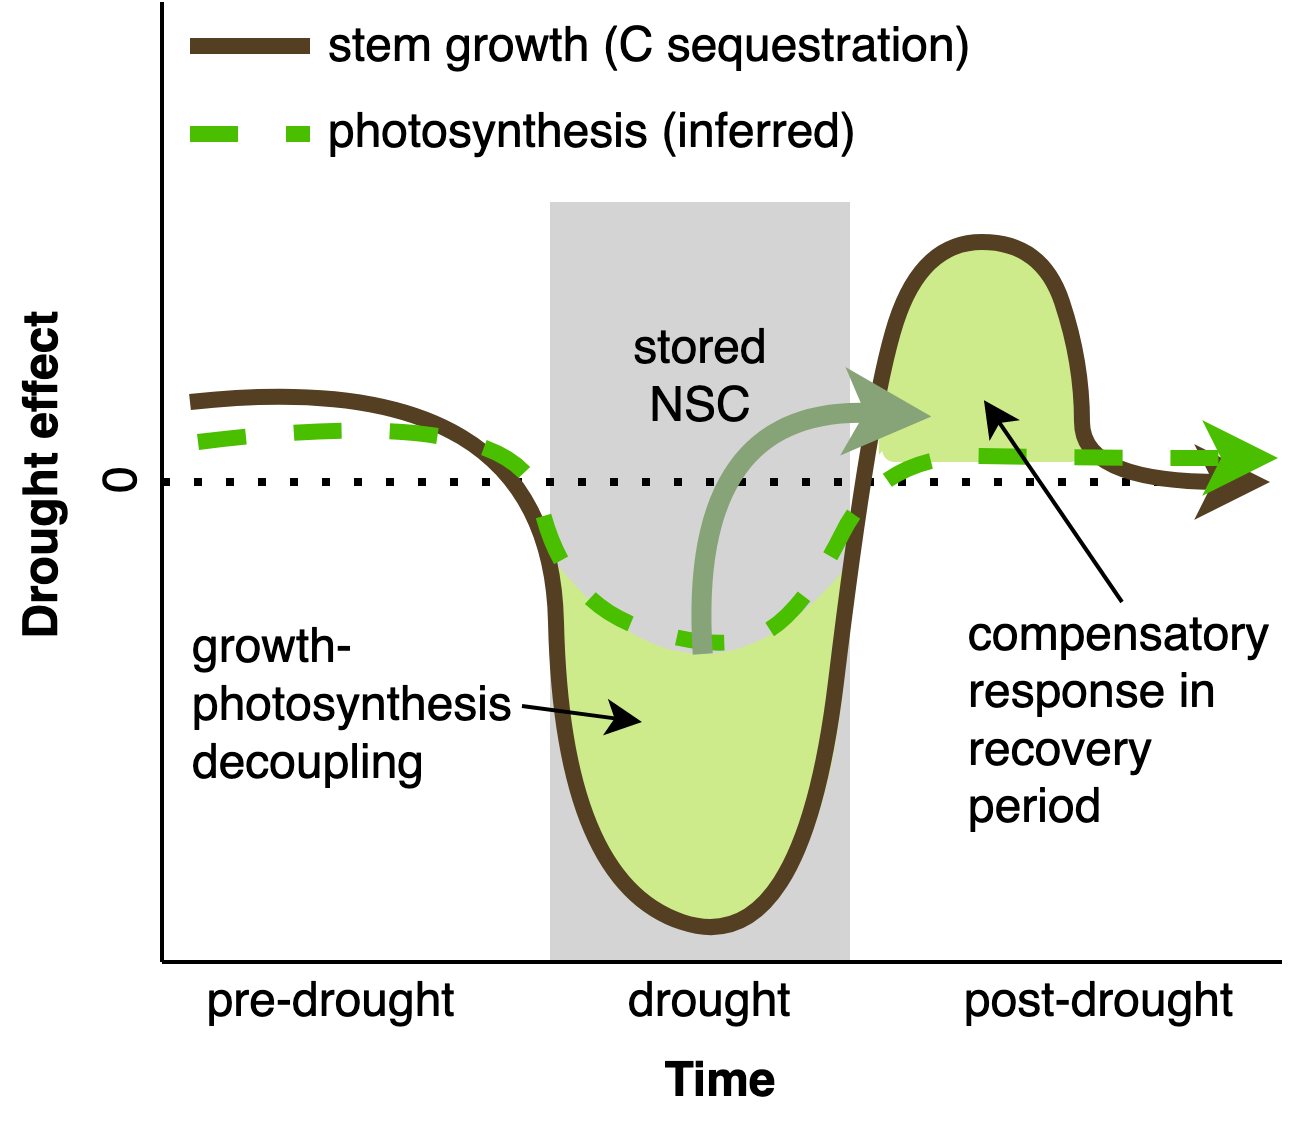 stem growth (C sequestration)
photosynthesis (inferred)
stored
NSC
Drought effect
0
growth-
photosynthesis
decoupling
compensatory
response in
recovery
period
pre-drought
drought
post-drought
Time